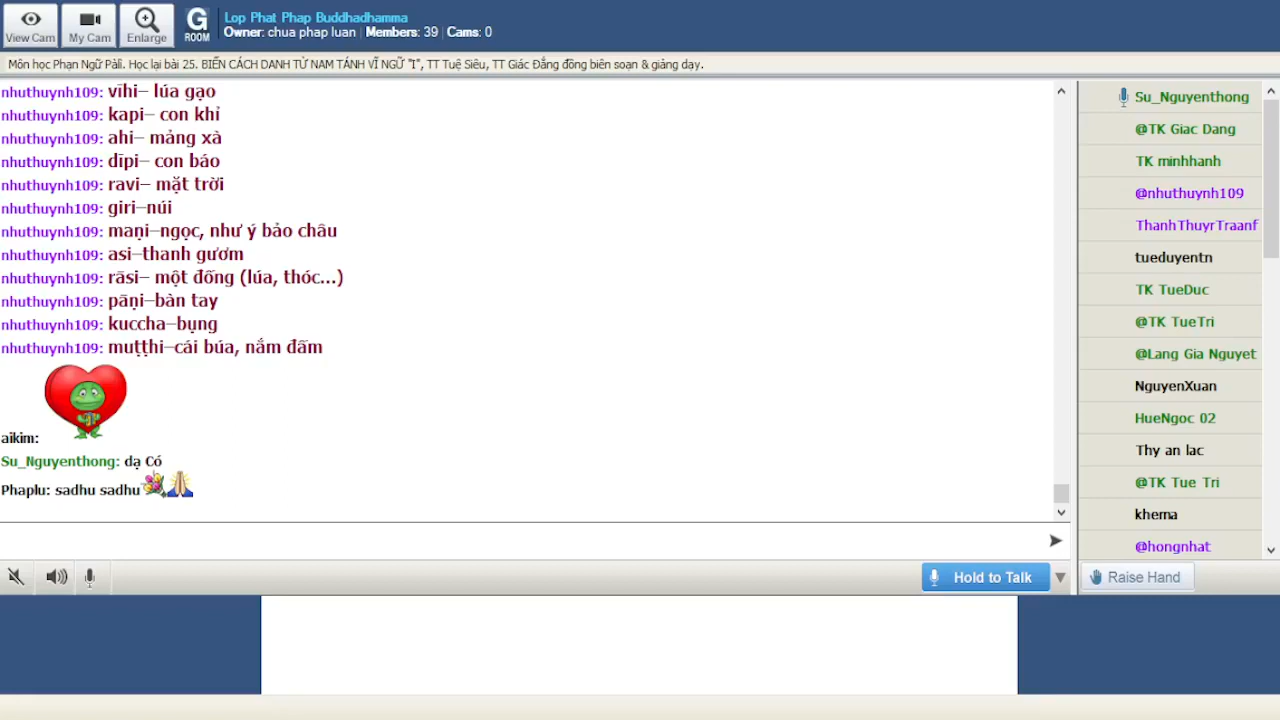 View Cam
My Cam
Enlarge
G
ROOM
Lop Phat Phap Buddhadhamma
Owner: chua phap luan | Members: 39 | Cams: 0
Môn học Phạn Ngữ Pàli. Học lại bài 25. BIẾN CÁCH DANH TỪ NAM TÁNH VĨ NGỮ "I", TT Tuệ Siêu, TT Giác Đẳng đồng biên soạn & giảng dạy.
nhuthuynh109: vīhi– lúa gạo
nhuthuynh109: kapi– con khỉ
nhuthuynh109: ahi– mảng xà
nhuthuynh109: dīpi– con báo
nhuthuynh109: ravi– mặt trời
nhuthuynh109: giri–núi
nhuthuynh109: maṇi–ngọc, như ý bảo châu
nhuthuynh109: asi–thanh gươm
nhuthuynh109: rāsi– một đống (lúa, thóc...)
nhuthuynh109: pāṇi–bàn tay
nhuthuynh109: kuccha–bụng
nhuthuynh109: muṭṭhi–cái búa, nắm đấm
aikim:
Su_Nguyenthong: dạ Có
Phaplu: sadhu sadhu
Su_Nguyenthong
@TK Giac Dang
TK minhhanh
@nhuthuynh109
ThanhThuyrTraanf
tueduyentn
TK TueDuc
@TK TueTri
@Lang Gia Nguyet
NguyenXuan
HueNgoc 02
Thy an lac
@TK Tue Tri
khema
@hongnhat
Hold to Talk
Raise Hand